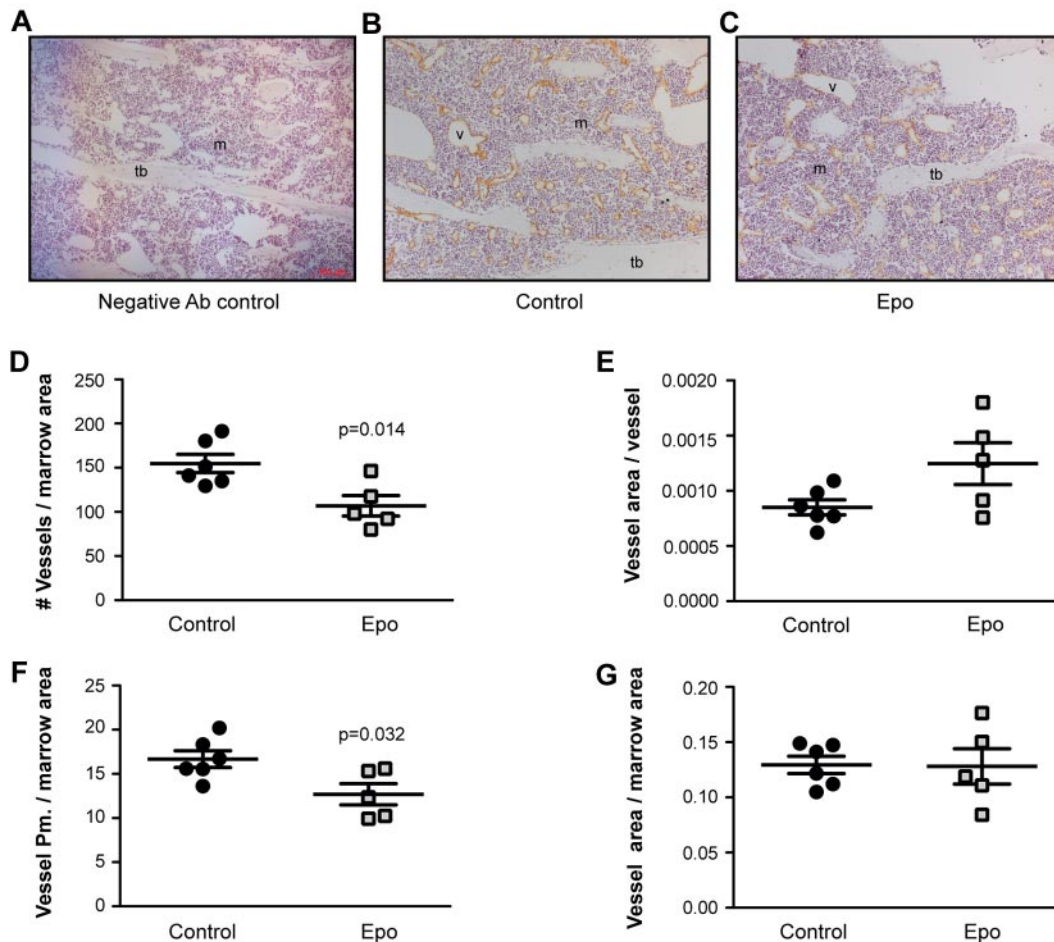 A
B
C
m
tb
v
m
tb
v
m
tb
Negative Ab control
Control
Epo
D
# Vessels / marrow area
250
200
150
100
50
0
p=0.014
Control
Epo
E
Vessel area / vessel
0.0020
0.0015
0.0010
0.0005
0.0000
Control
Epo
F
Vessel Pm. / marrow area
25
20
15
10
5
0
p=0.032
Control
Epo
G
Vessel area / marrow area
0.20
0.15
0.10
0.05
0.00
Control
Epo